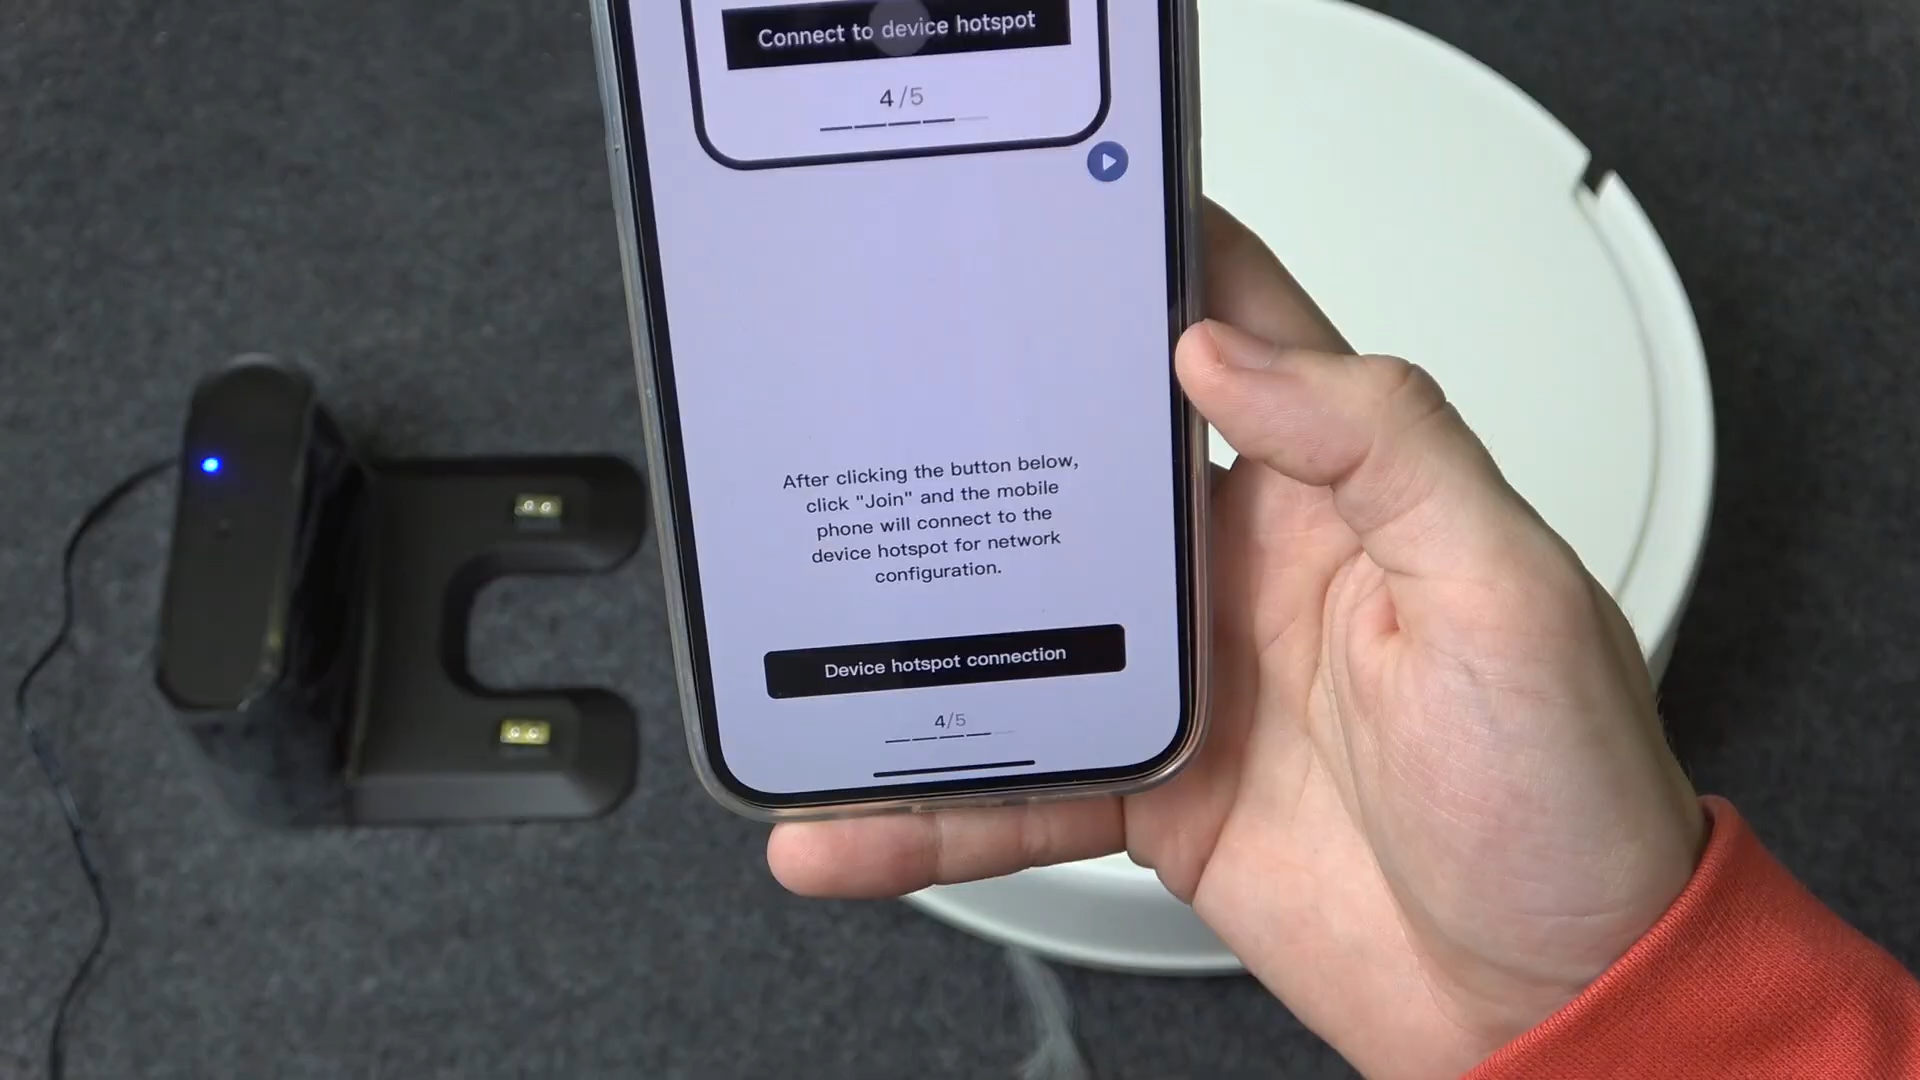 Connect to device hotspot
4/5
After clicking the button below,
click "Join" and the mobile
phone will connect to the
device hotspot for network
configuration.
Device hotspot connection
4/5